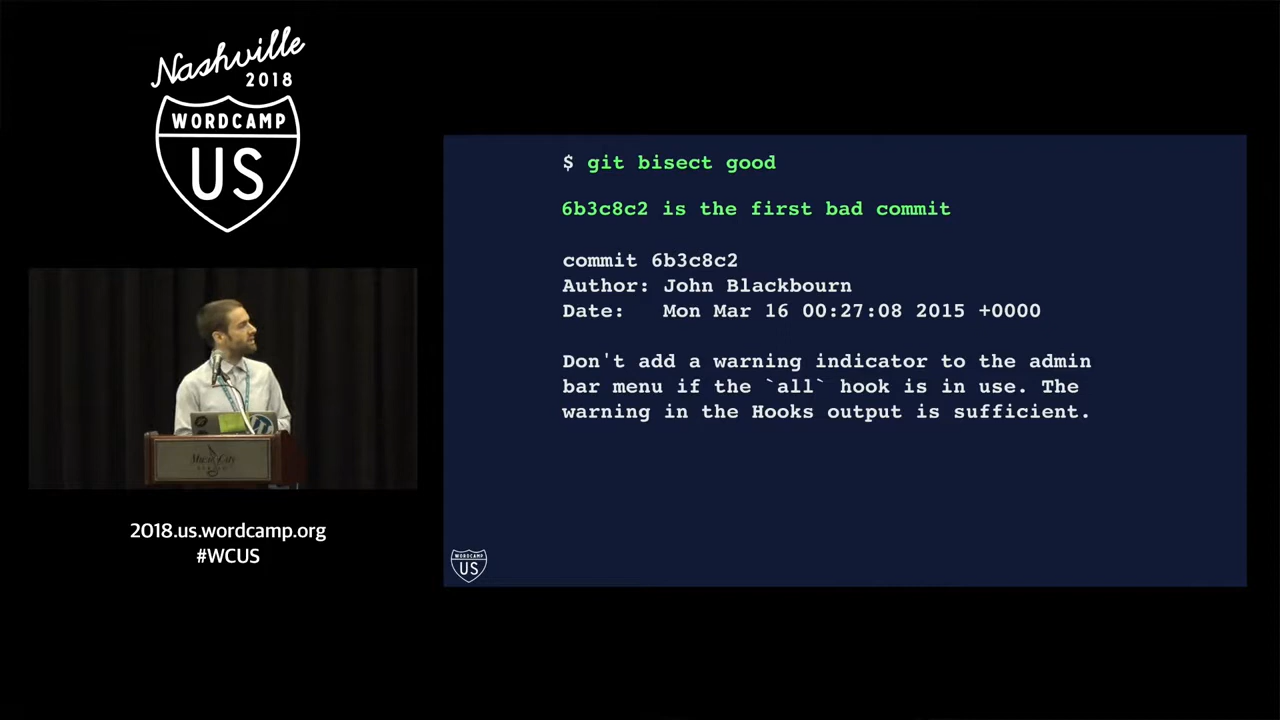 Nashville
2018
WORDCAMP
US
$ git bisect good
6b3c8c2 is the first bad commit
commit 6b3c8c2
Author: John Blackbourn
Date:   Mon Mar 16 00:27:08 2015 +0000
Don't add a warning indicator to the admin
bar menu if the `all` hook is in use. The
warning in the Hooks output is sufficient.
Music City
2018.us.wordcamp.org
#WCUS
WORDCAMP
US